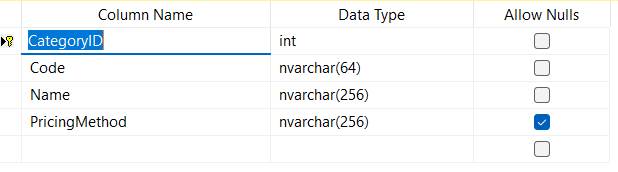 Column Name Data Type Allow Nulls
CategoryID int
Code nvarchar(64)
Name nvarchar(256)
PricingMethod nvarchar(256)